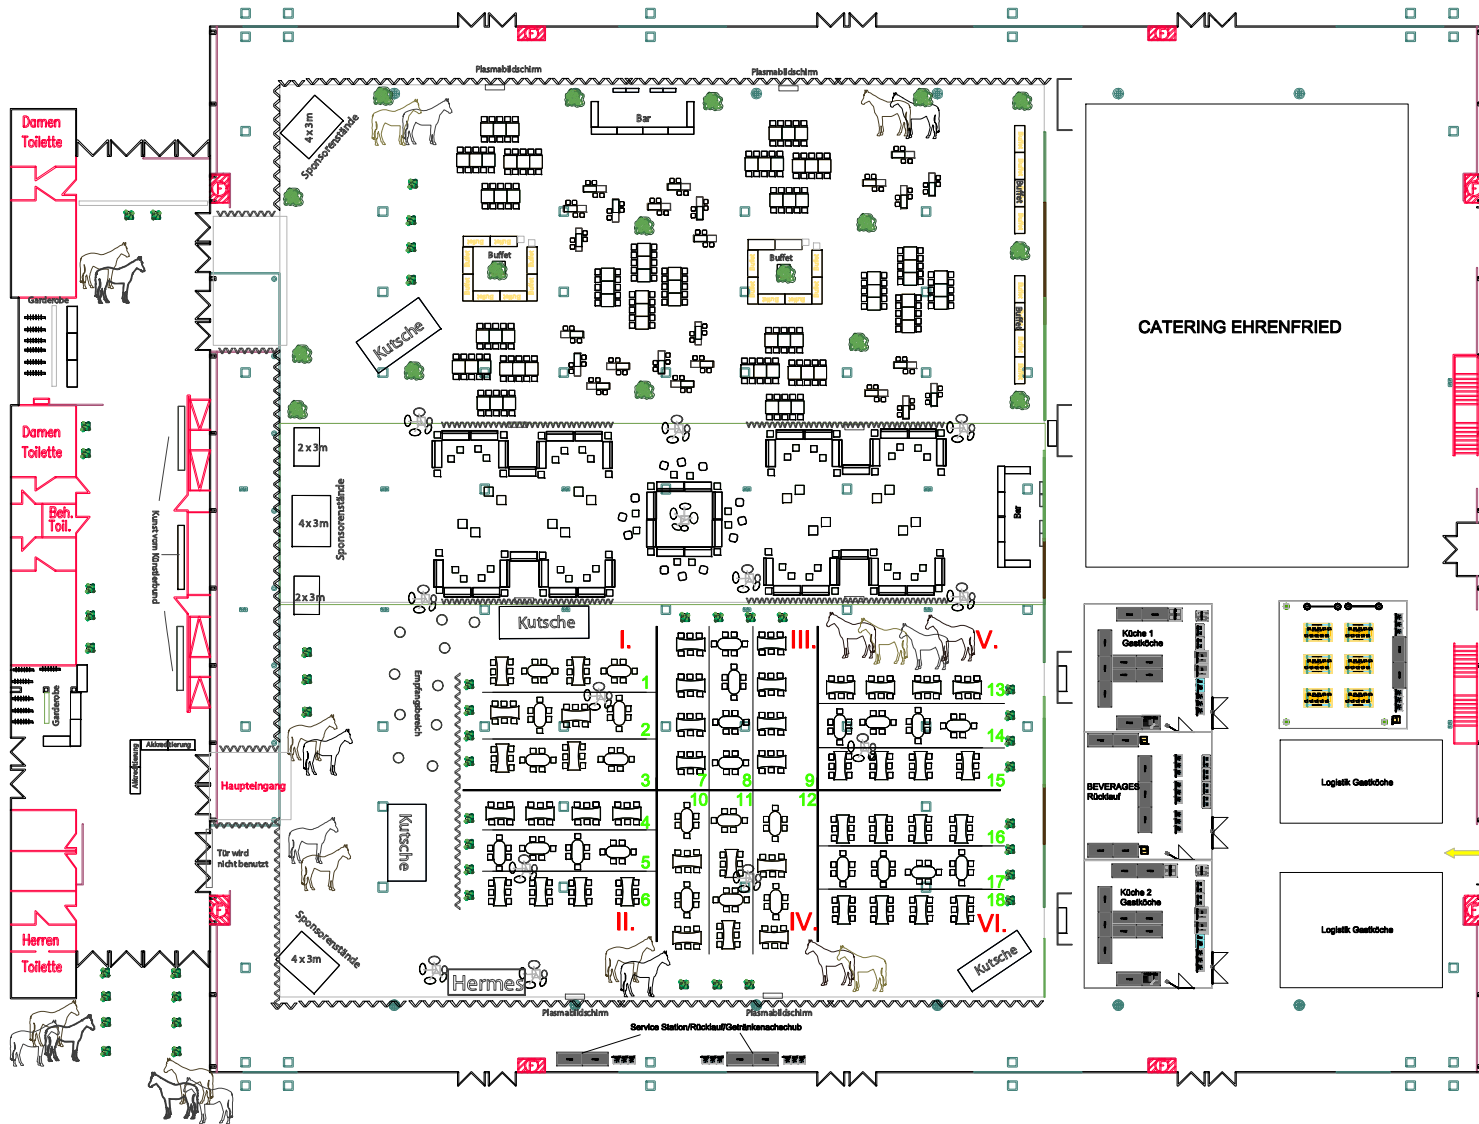 Plasmabildschirm
Plasmabildschirm
Damen
Toilette
4 x 3m
Sponsorenstände
Bar
Buffet
Buffet
Buffet
Buffet
Garderobe
Kutsche
CATERING EHRENFRIED
Damen
Toilette
2 x 3m
4 x 3m
Sponsorenstände
2 x 3m
Beh.
Toil.
Kunst vom Künstlerbund
Bar
Kutsche
I.
III.
V.
Empfangsbereich
1
2
3
7
8
9
13
14
15
Küche 1
Gastköche
Garderobe
Akkreditierung
Akkreditierung
Haupteingang
BEVERAGES
Rücklauf
Logistik Gastköche
10
11
12
4
5
6
16
17
18
Kutsche
Tür wird
nicht benutzt
Küche 2
Gastköche
II.
IV.
VI.
Herren
Toilette
Sponsorenstände
4 x 3m
Hermes
Kutsche
Logistik Gastköche
Plasmabildschirm
Plasmabildschirm
Service Station/Rücklauf/Getränkenachschub